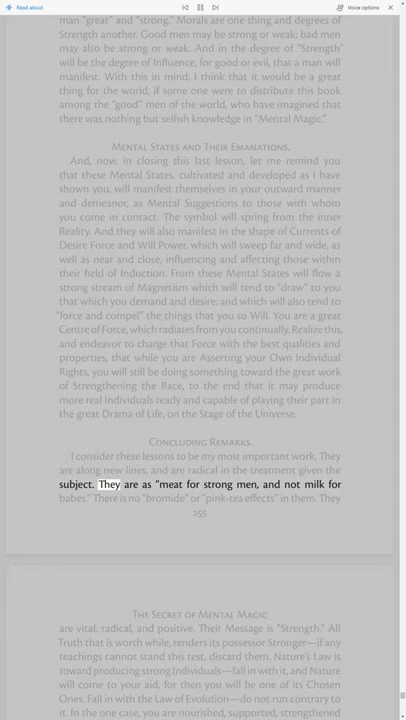 Read aloud
Voice options
man "great" and "strong." Morals are one thing and degrees of
Strength another. Good men may be strong or weak; bad men
may also be strong or weak. And in the degree of "Strength"
will be the degree of Influence, for good or evil, that a man will
manifest. With this in mind, I think that it would be a great
thing for the world, if some one were to distribute this book
among the "good" men of the world, who have imagined that
there was nothing but selfish knowledge in "Mental Magic."
Mental States and Their Emanations.
And, now, in closing this last lesson, let me remind you
that these Mental States, cultivated and developed as I have
shown you, will manifest themselves in your outward manner
and demeanor, as Mental Suggestions to those with whom
you come in contact. The symbol will spring from the inner
Reality. And they will also manifest in the shape of Currents of
Desire Force and Will Power, which will sweep far and wide, as
well as near and close, influencing and affecting those within
their field of Induction. From these Mental States will flow a
strong stream of Magnetism which will tend to "draw" to you
that which you demand and desire; and which will also tend to
"force and compel" the things that you so Will. You are a great
Centre of Force, which radiates from you continually. Realize this,
and endeavor to charge that Force with the best qualities and
properties, that while you are Asserting your Own Individual
Rights, you will still be doing something toward the great work
of Strengthening the Race, to the end that it may produce
more real Individuals ready and capable of playing their part in
the great Drama of Life, on the Stage of the Universe.
Concluding Remarks.
I consider these lessons to be my most important work. They
are along new lines, and are radical in the treatment given the
subject. They are as "meat for strong men, and not milk for
babes." There is no "bromide" or "pink-tea effects" in them. They
255
The Secret of Mental Magic
are vital, radical, and positive. Their Message is "Strength." All
Truth that is worth while, renders its possessor Stronger—if any
teachings cannot stand this test, discard them. Nature's Law is
toward producing strong Individuals—fall in with it, and Nature
will come to your aid, for then you will be one of its Chosen
Ones. Fall in with the Law of Evolution—do not run contrary to
it. In the one case, you are nourished, supported, strengthened